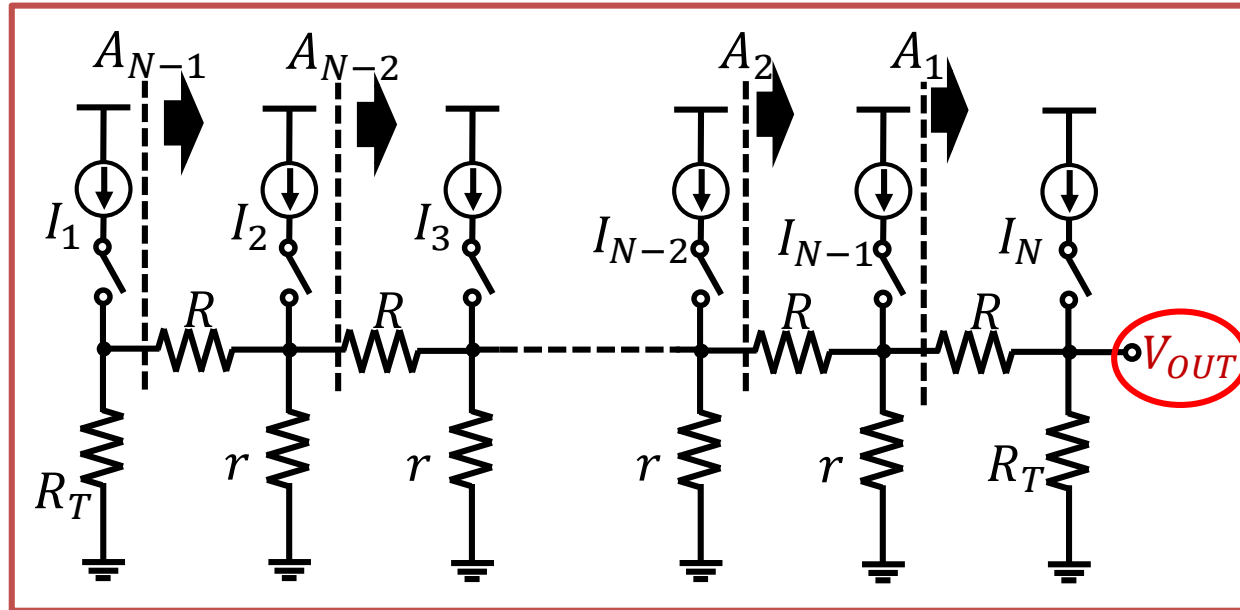 A_{N-1} A_{N-2} A_2 A_1
I_1 I_2 I_3 I_{N-2} I_{N-1} I_N
R R R R
V_{OUT}
R_T r r r r R_T